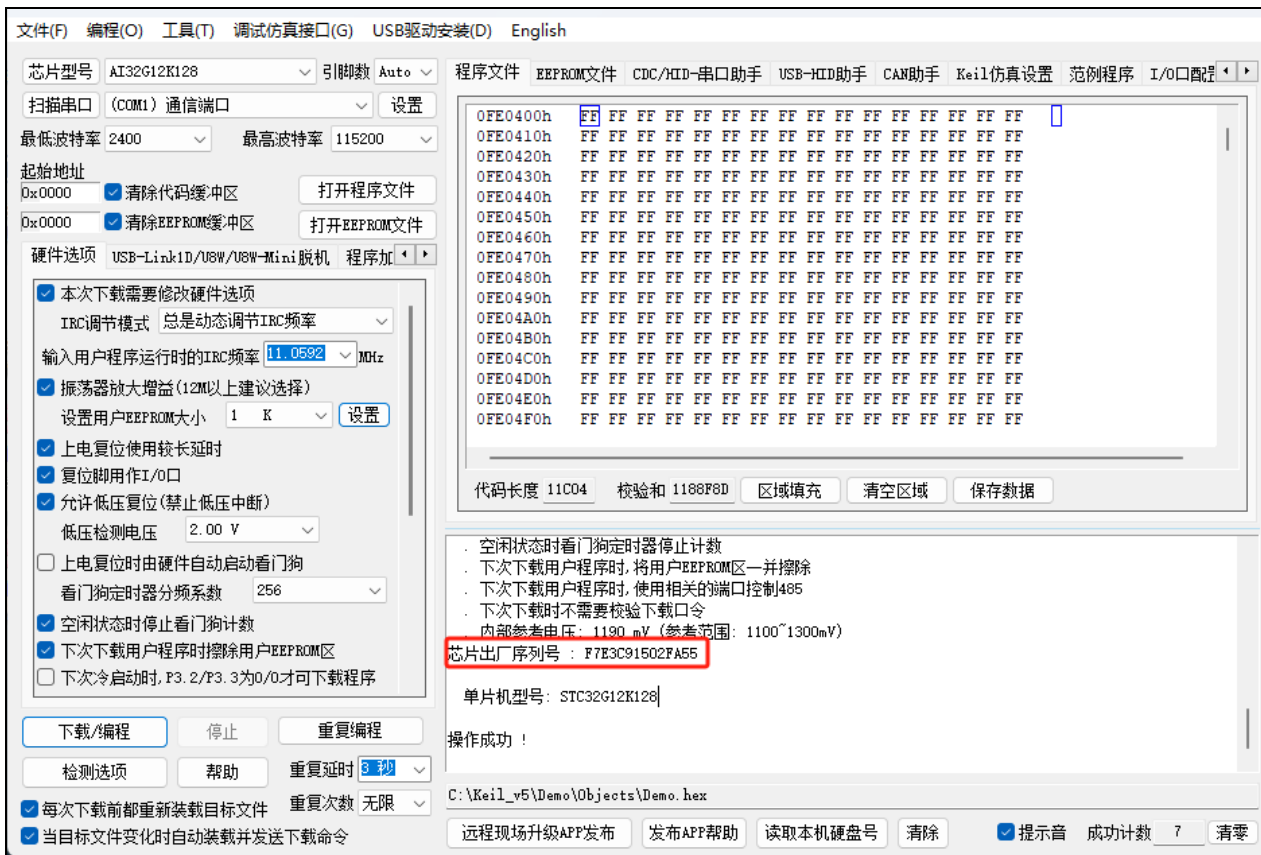 文件(F) 编程(O) 工具(T) 调试仿真接口(G) USB驱动安装(D) English
芯片型号 AI32G12K128 引脚数 Auto
扫描串口 (COM1) 通信端口 设置
最低波特率 2400 最高波特率 115200
起始地址
0x0000 清除代码缓冲区 打开程序文件
0x0000 清除EEPROM缓冲区 打开EEPROM文件
硬件选项 USB-Link1D/U8W/U8W-Mini脱机 程序加
本次下载需要修改硬件选项
IRC调节模式 总是动态调节IRC频率
输入用户程序运行时的IRC频率 11.0592 MHz
振荡器放大增益(12M以上建议选择)
设置用户EEPROM大小 1 K 设置
上电复位使用较长延时
复位脚用作I/O口
允许低压复位(禁止低压中断)
低压检测电压 2.00 V
上电复位时由硬件自动启动看门狗
看门狗定时器分频系数 256
空闲状态时停止看门狗计数
下次下载用户程序时擦除用户EEPROM区
下次冷启动时,P3.2/P3.3为0/0才可下载程序
下载/编程 停止 重复编程
检测选项 帮助 重复延时 3 秒
每次下载前都重新装载目标文件 重复次数 无限
当目标文件变化时自动装载并发送下载命令
程序文件 EEPROM文件 CDC/HID-串口助手 USB-HID助手 CAN助手 Keil仿真设置 范例程序 I/O口配
0FE0400h FF FF FF FF FF FF FF FF FF FF FF FF FF FF FF FF
0FE0410h FF FF FF FF FF FF FF FF FF FF FF FF FF FF FF FF
0FE0420h FF FF FF FF FF FF FF FF FF FF FF FF FF FF FF FF
0FE0430h FF FF FF FF FF FF FF FF FF FF FF FF FF FF FF FF
0FE0440h FF FF FF FF FF FF FF FF FF FF FF FF FF FF FF FF
0FE0450h FF FF FF FF FF FF FF FF FF FF FF FF FF FF FF FF
0FE0460h FF FF FF FF FF FF FF FF FF FF FF FF FF FF FF FF
0FE0470h FF FF FF FF FF FF FF FF FF FF FF FF FF FF FF FF
0FE0480h FF FF FF FF FF FF FF FF FF FF FF FF FF FF FF FF
0FE0490h FF FF FF FF FF FF FF FF FF FF FF FF FF FF FF FF
0FE04A0h FF FF FF FF FF FF FF FF FF FF FF FF FF FF FF FF
0FE04B0h FF FF FF FF FF FF FF FF FF FF FF FF FF FF FF FF
0FE04C0h FF FF FF FF FF FF FF FF FF FF FF FF FF FF FF FF
0FE04D0h FF FF FF FF FF FF FF FF FF FF FF FF FF FF FF FF
0FE04E0h FF FF FF FF FF FF FF FF FF FF FF FF FF FF FF FF
0FE04F0h FF FF FF FF FF FF FF FF FF FF FF FF FF FF FF FF
代码长度 11C04 校验和 1188F8D 区域填充 清空区域 保存数据
. 空闲状态时看门狗定时器停止计数
. 下次下载用户程序时,将用户EEPROM区一并擦除
. 下次下载用户程序时,使用相关的端口控制485
. 下次下载时不需要校验下载口令
. 内部参考电压: 1190 mV (参考范围: 1100~1300mV)
芯片出厂序列号 : F7E3C91502FA55
单片机型号: STC32G12K128
操作成功 !
C:\Keil_v5\Demo\Objects\Demo.hex
远程现场升级APP发布 发布APP帮助 读取本机硬盘号 清除 提示音 成功计数 7 清零